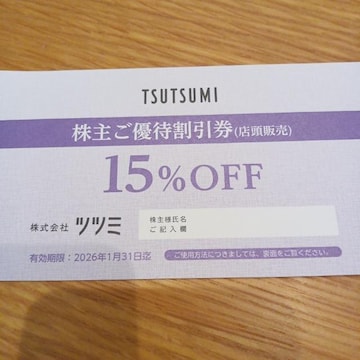 TSUTSUMI
株主ご優待割引券(店頭販売)
15%OFF
株式会社 ツツミ
株主様氏名
ご記入欄
有効期限：2026年1月31日迄
ご使用方法につきましては、裏面をご覧ください。